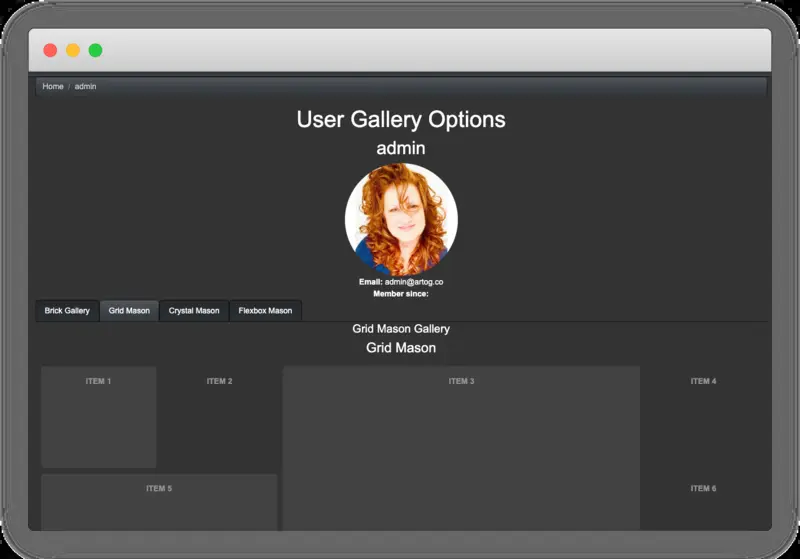 Home / admin
User Gallery Options
admin
Email: admin@artog.co
Member since:
Brick Gallery Grid Mason Crystal Mason Flexbox Mason
Grid Mason Gallery
Grid Mason
ITEM 1 ITEM 2 ITEM 3 ITEM 4
ITEM 5 ITEM 6